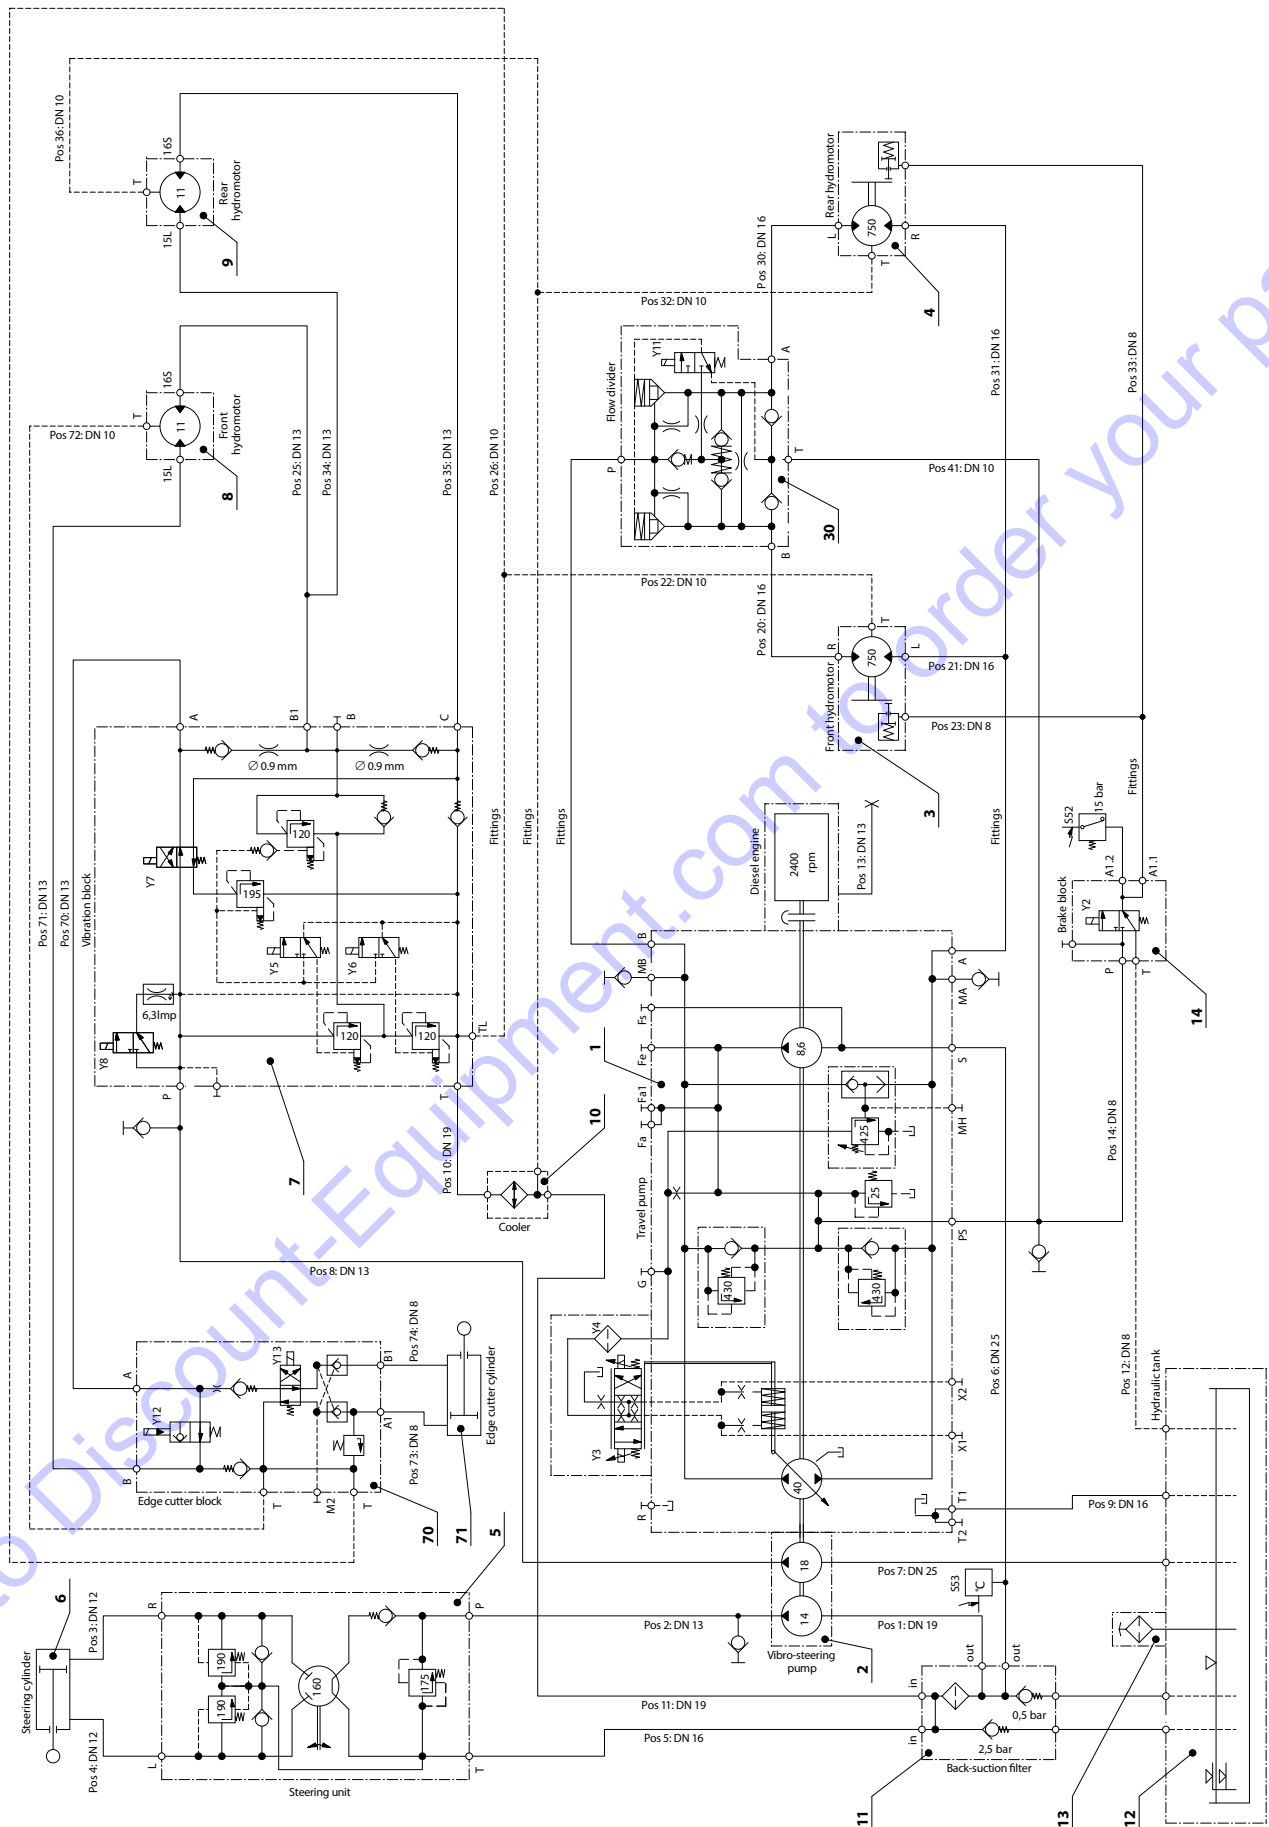 Pos 36: DN 10
T
16S
11
15L
Rear
hydromotor
9
Pos 72: DN 10
T
16S
11
15L
Front
hydromotor
8
Pos 71: DN 13
Pos 70: DN 13
Pos 25: DN 13
Pos 34: DN 13
Pos 35: DN 13
Pos 26: DN 10
Vibration block
A
B1
B
C
∅ 0.9 mm
∅ 0.9 mm
Y7
120
195
Y5
Y6
6,3lmp
Y8
120
120
P
T
TL
7
Fittings
Fittings
Fittings
Pos 10: DN 19
10
Cooler
Pos 8: DN 13
Pos 30: DN 16
L
Rear hydromotor
750
R
T
4
Pos 32: DN 10
Pos 31: DN 16
Pos 33: DN 8
Flow divider
Y11
P
A
T
B
30
Pos 41: DN 10
Pos 22: DN 10
Pos 20: DN 16
R
Front hydromotor
750
T
L
Pos 21: DN 16
Pos 23: DN 8
3
Diesel engine
2400
rpm
Pos 13: DN 13
Fittings
Fittings
S52
15 bar
Brake block
Y2
A1.2
A1.1
P
T
14
Pos 14: DN 8
Pos 12: DN 8
B
MB
Fs
Fe
Fa1
Fa
G
R
1
Travel pump
8,6
A
MA
S
MH
PS
X2
X1
T1
T2
425
25
430
430
Y4
Y3
40
Pos 6: DN 25
Pos 9: DN 16
Pos 7: DN 25
18
14
Vibro-steering
pump
2
Pos 2: DN 13
Pos 1: DN 19
S53
°C
Edge cutter block
A
B
Y12
Y13
B1
A1
T
M2
T
Pos 74: DN 8
Pos 73: DN 8
Edge cutter cylinder
70
71
5
Steering cylinder
6
Pos 3: DN 12
Pos 4: DN 12
R
L
P
T
190
190
160
175
Steering unit
Pos 11: DN 19
Pos 5: DN 16
in
in
out
out
0,5 bar
2,5 bar
Back-suction filter
11
Hydraulic tank
13
12
to Discount-Equipment.com to order your pa